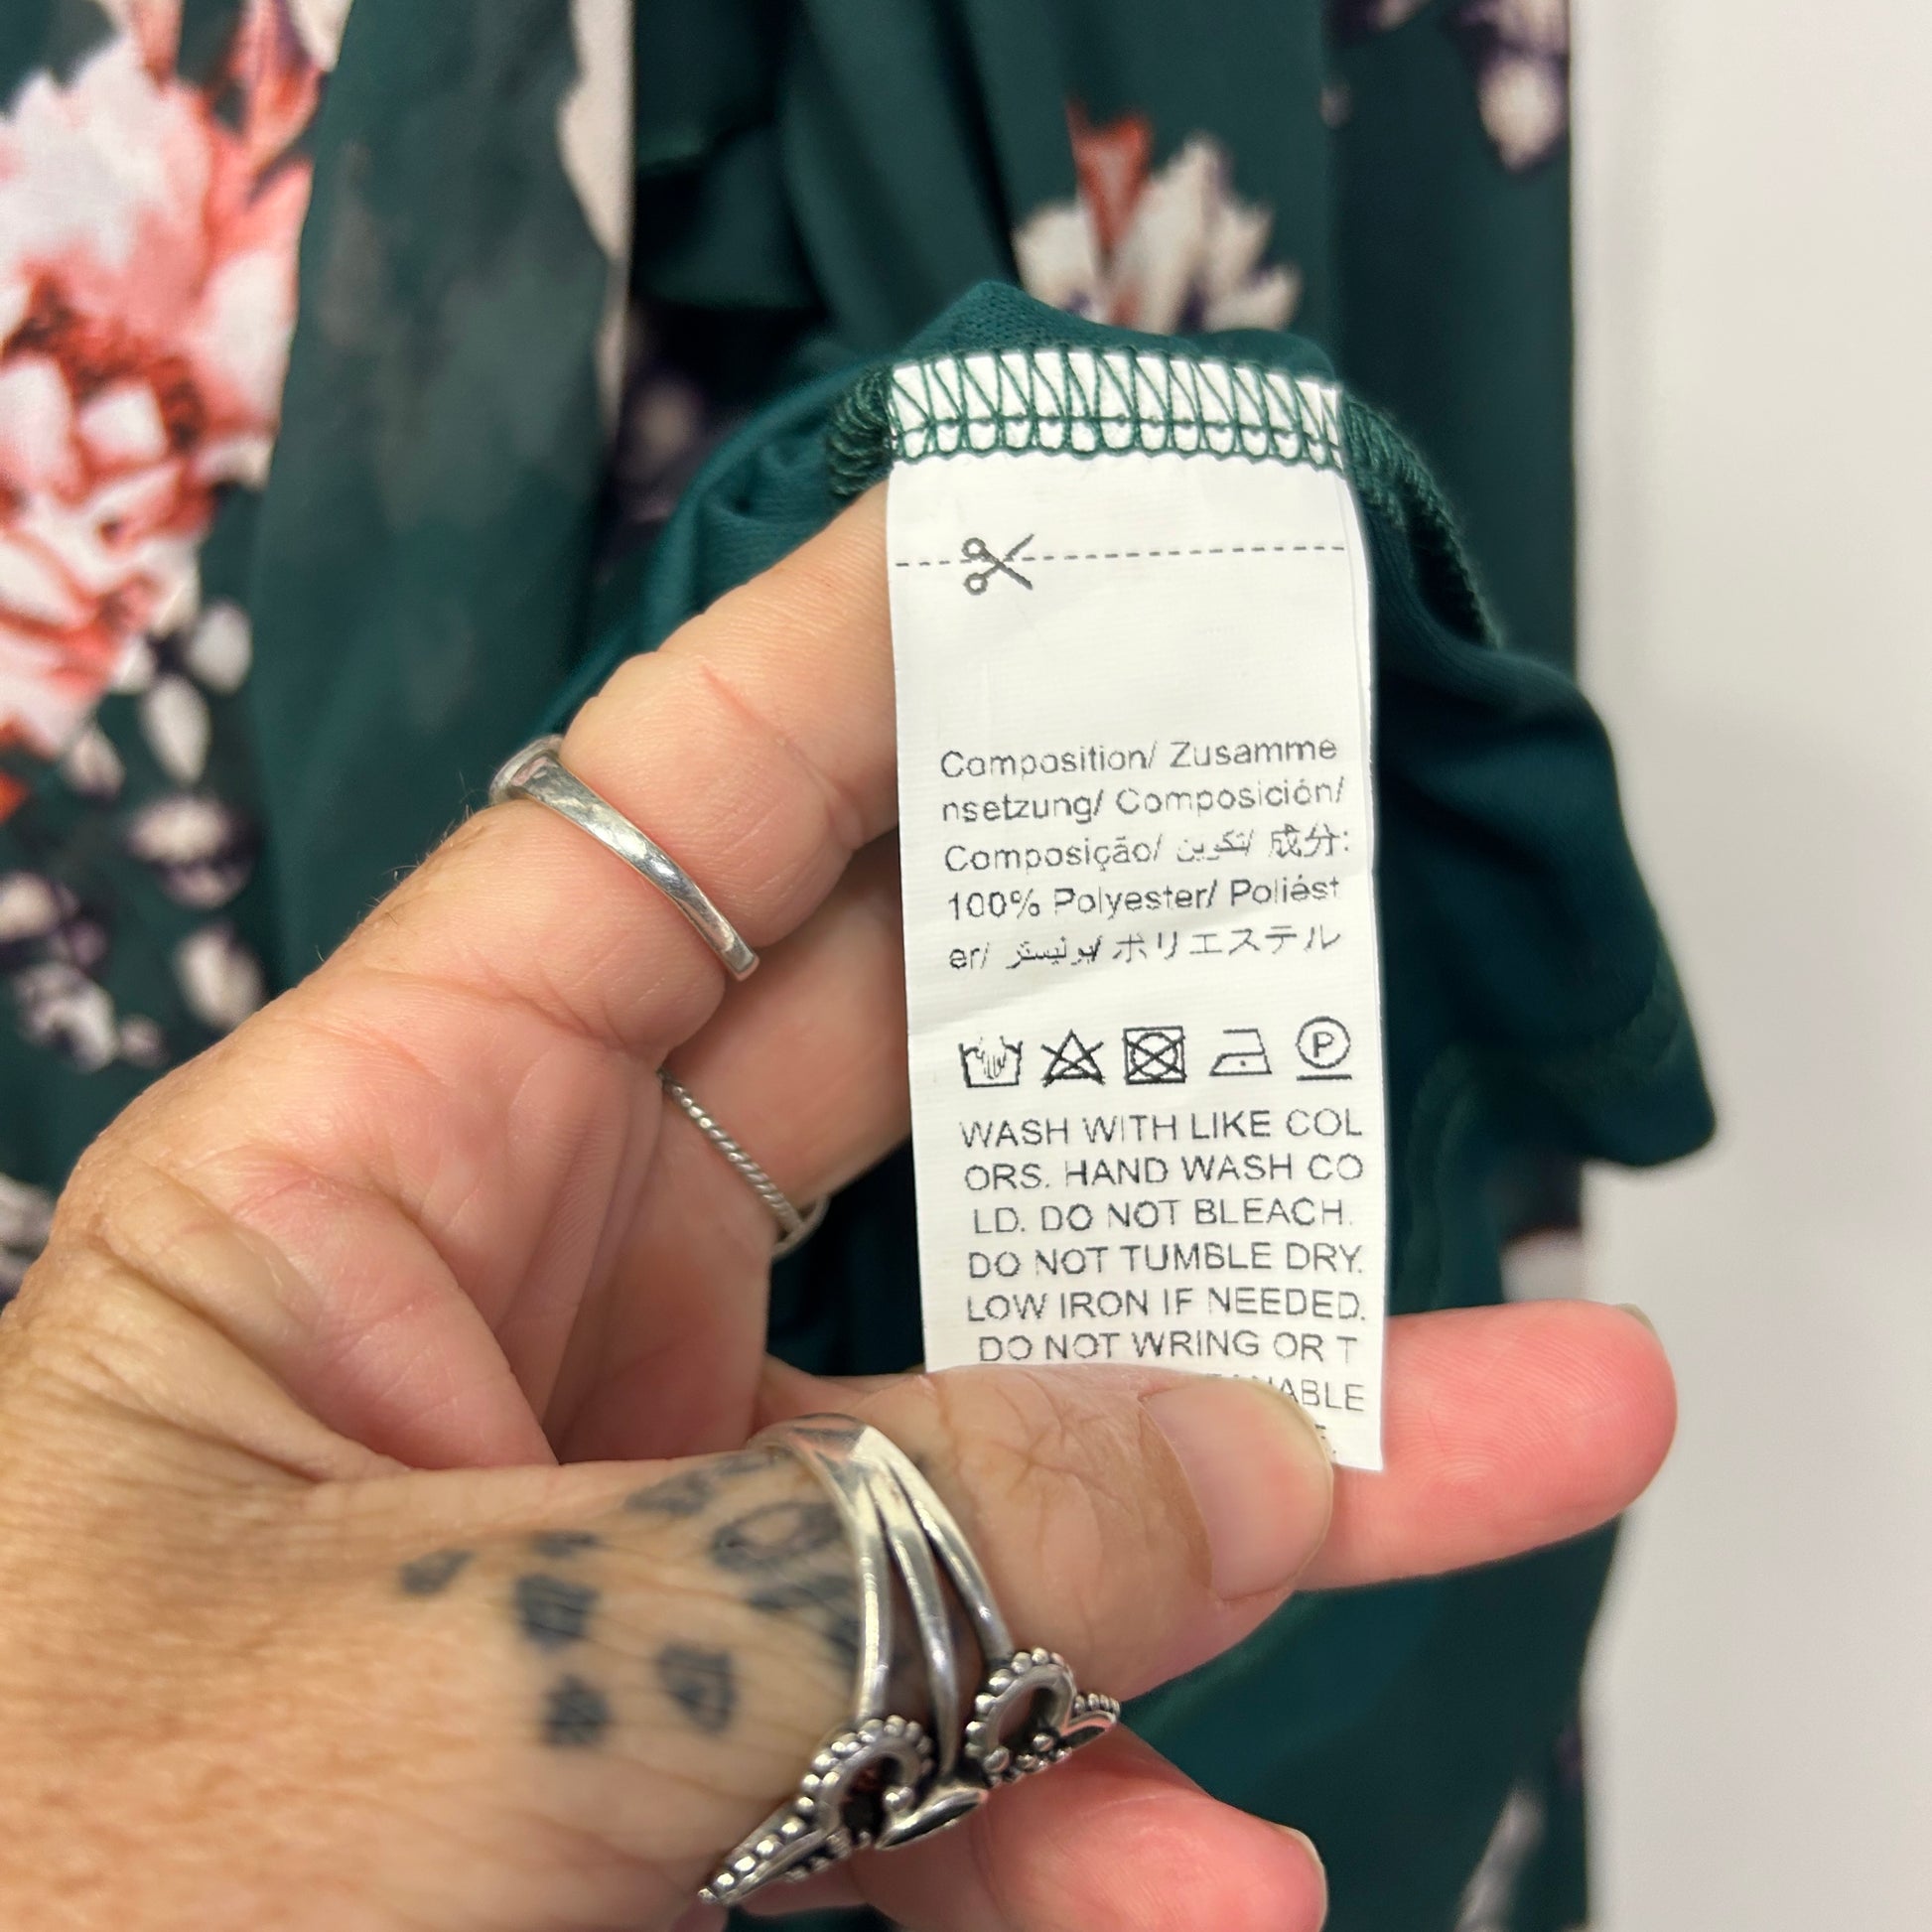 Composition/ Zusamme
nsetzung/ Composición/
Composição/ تكوين/ 成分:
100% Polyester/ Poliést
er/ بوليستر/ ポリエステル
P
WASH WITH LIKE COL
ORS. HAND WASH CO
LD. DO NOT BLEACH.
DO NOT TUMBLE DRY.
LOW IRON IF NEEDED.
DO NOT WRING OR T